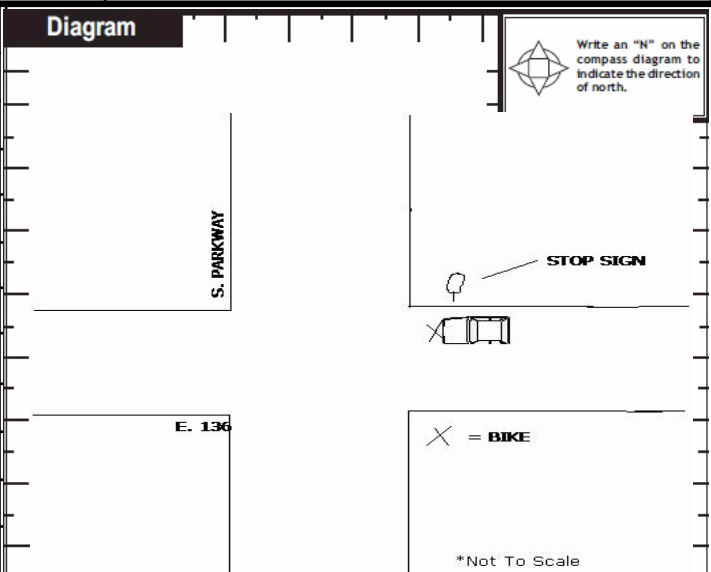 Diagram
Write an “N” on the
compass diagram to
indicate the direction
of north.
S. PARKWAY
STOP SIGN
E. 136
= BIKE
*Not To Scale